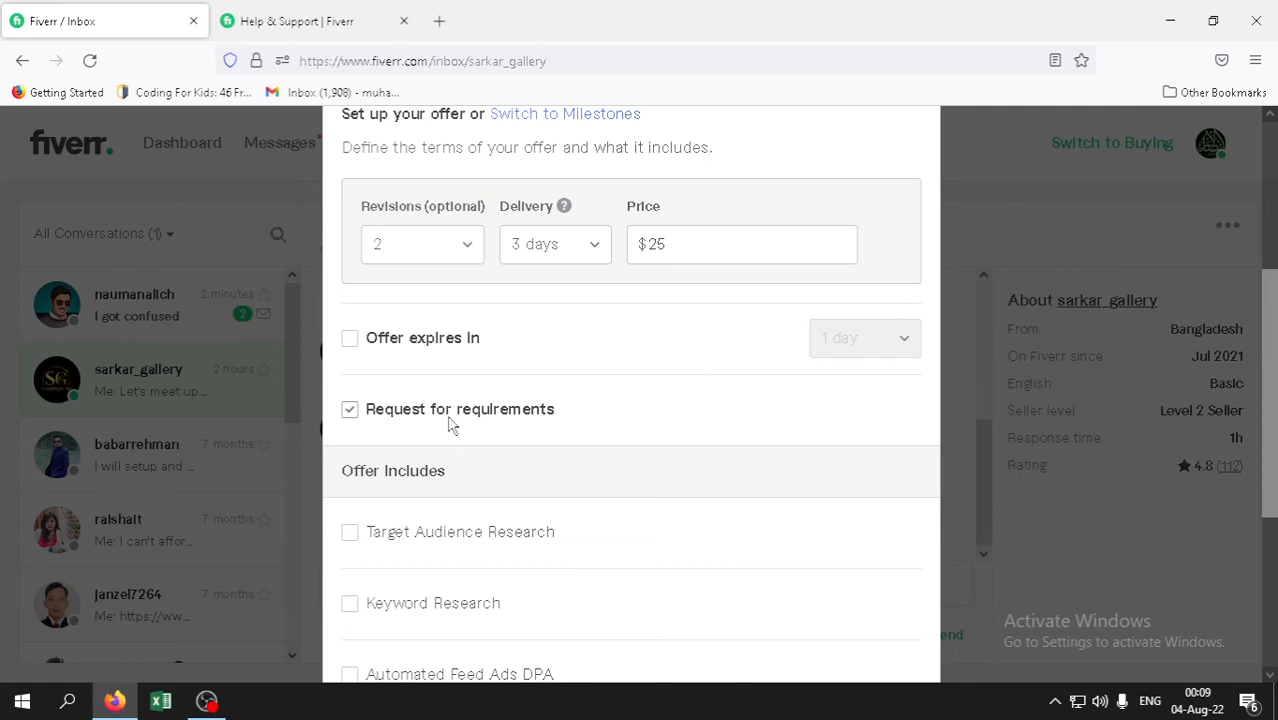 Fiverr / Inbox
Help & Support | Fiverr
https://www.fiverr.com/inbox/sarkar_gallery
Getting Started
Coding For Kids: 46 Fr...
Inbox (1,908) - muha...
Other Bookmarks
fiverr.
Dashboard
Messages
Switch to Buying
Set up your offer or Switch to Milestones
Define the terms of your offer and what it includes.
Revisions (optional)
Delivery ?
Price
2
3 days
$25
Offer expires in
1 day
Request for requirements
Offer Includes
Target Audience Research
Keyword Research
Automated Feed Ads DPA
All Conversations (1)
naumanalich
2 minutes
I got confused
2
sarkar_gallery
2 hours
Me: Let's meet up...
babarrehman
7 months
I will setup and ...
raishait
7 months
Me: I can't affor...
janzel7264
7 months
Me: https://ww...
About sarkar_gallery
From
Bangladesh
On Fiverr since
Jul 2021
English
Basic
Seller level
Level 2 Seller
Response time
1h
Rating
4.8 (112)
Activate Windows
Go to Settings to activate Windows.
ENG
00:09
04-Aug-22
6